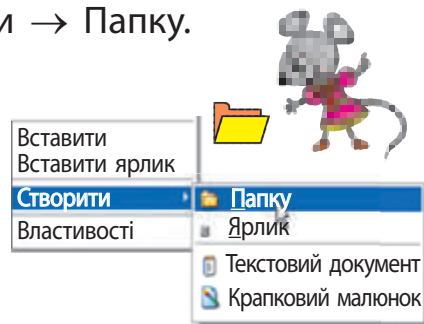 и → Папку.
Вставити
Вставити ярлик
Створити
Властивості
Папку
Ярлик
Текстовий документ
Крапковий малюнок